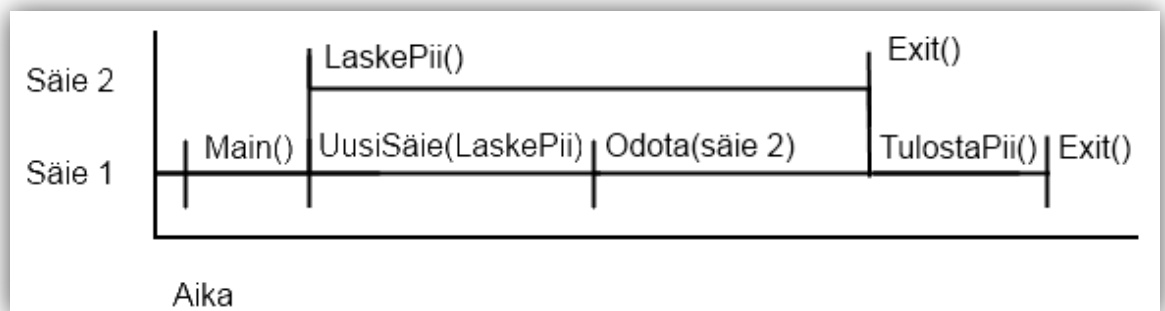 Säie 2 LaskePii() Exit()
Säie 1 Main() UusiSäie(LaskePii) Odota(säie 2) TulostaPii() Exit()
Aika